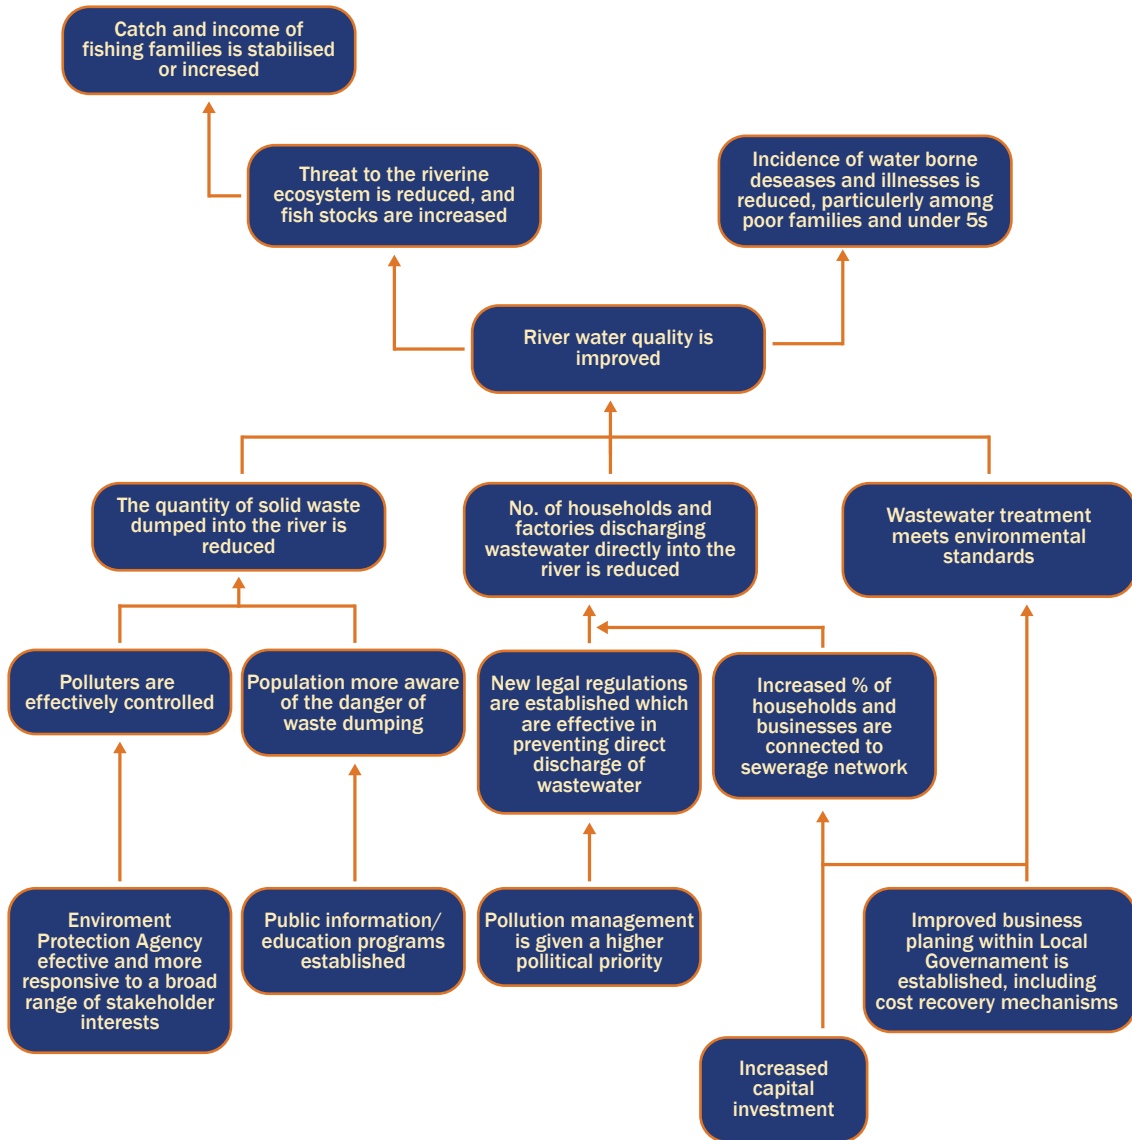 Catch and income of
fishing families is stabilised
or incresed
Threat to the riverine
ecosystem is reduced, and
fish stocks are increased
Incidence of water borne
deseases and illnesses is
reduced, particulerly among
poor families and under 5s
River water quality is
improved
The quantity of solid waste
dumped into the river is
reduced
No. of households and
factories discharging
wastewater directly into the
river is reduced
Wastewater treatment
meets environmental
standards
Polluters are
effectively controlled
Population more aware
of the danger of
waste dumping
New legal regulations
are established which
are effective in
preventing direct
discharge of
wastewater
Increased % of
households and
businesses are
connected to
sewerage network
Enviroment
Protection Agency
efective and more
responsive to a broad
range of stakeholder
interests
Public information/
education programs
established
Pollution management
is given a higher
pollitical priority
Improved business
planing within Local
Governament is
established, including
cost recovery mechanisms
Increased
capital
investment